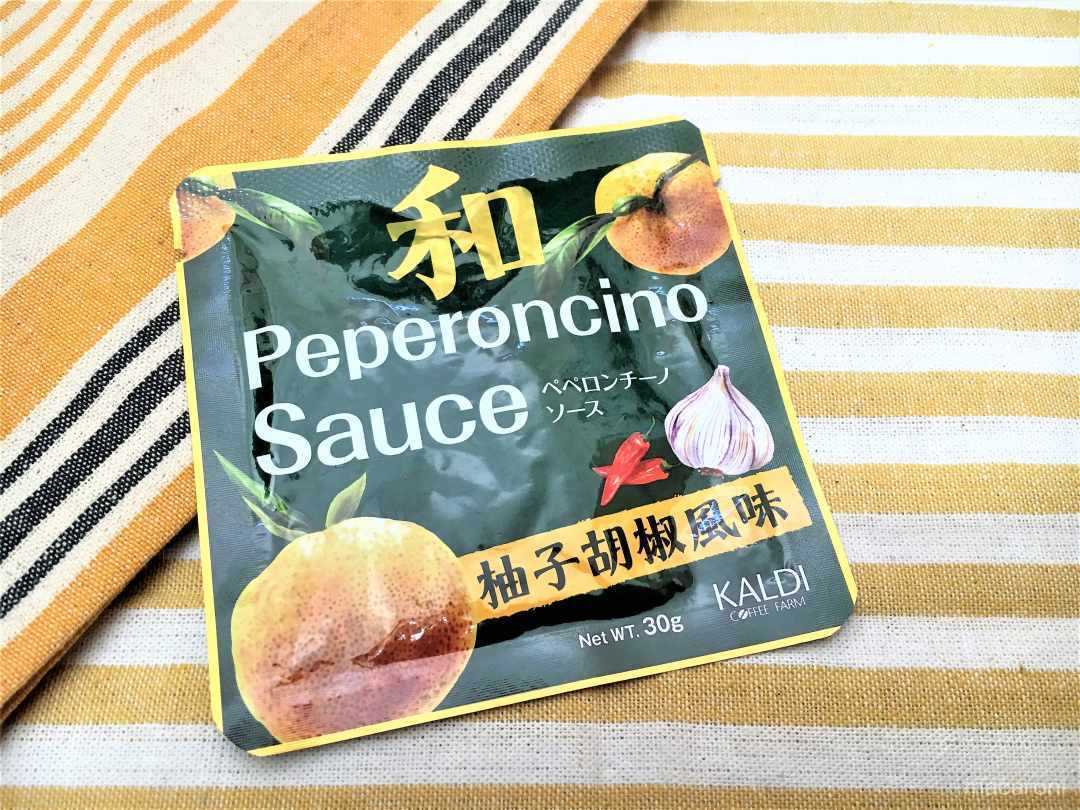 和
Peperoncino
Sauce
ペペロンチーノ
ソース
柚子胡椒風味
KALDI
COFFEE FARM
Net WT. 30g
macaroni